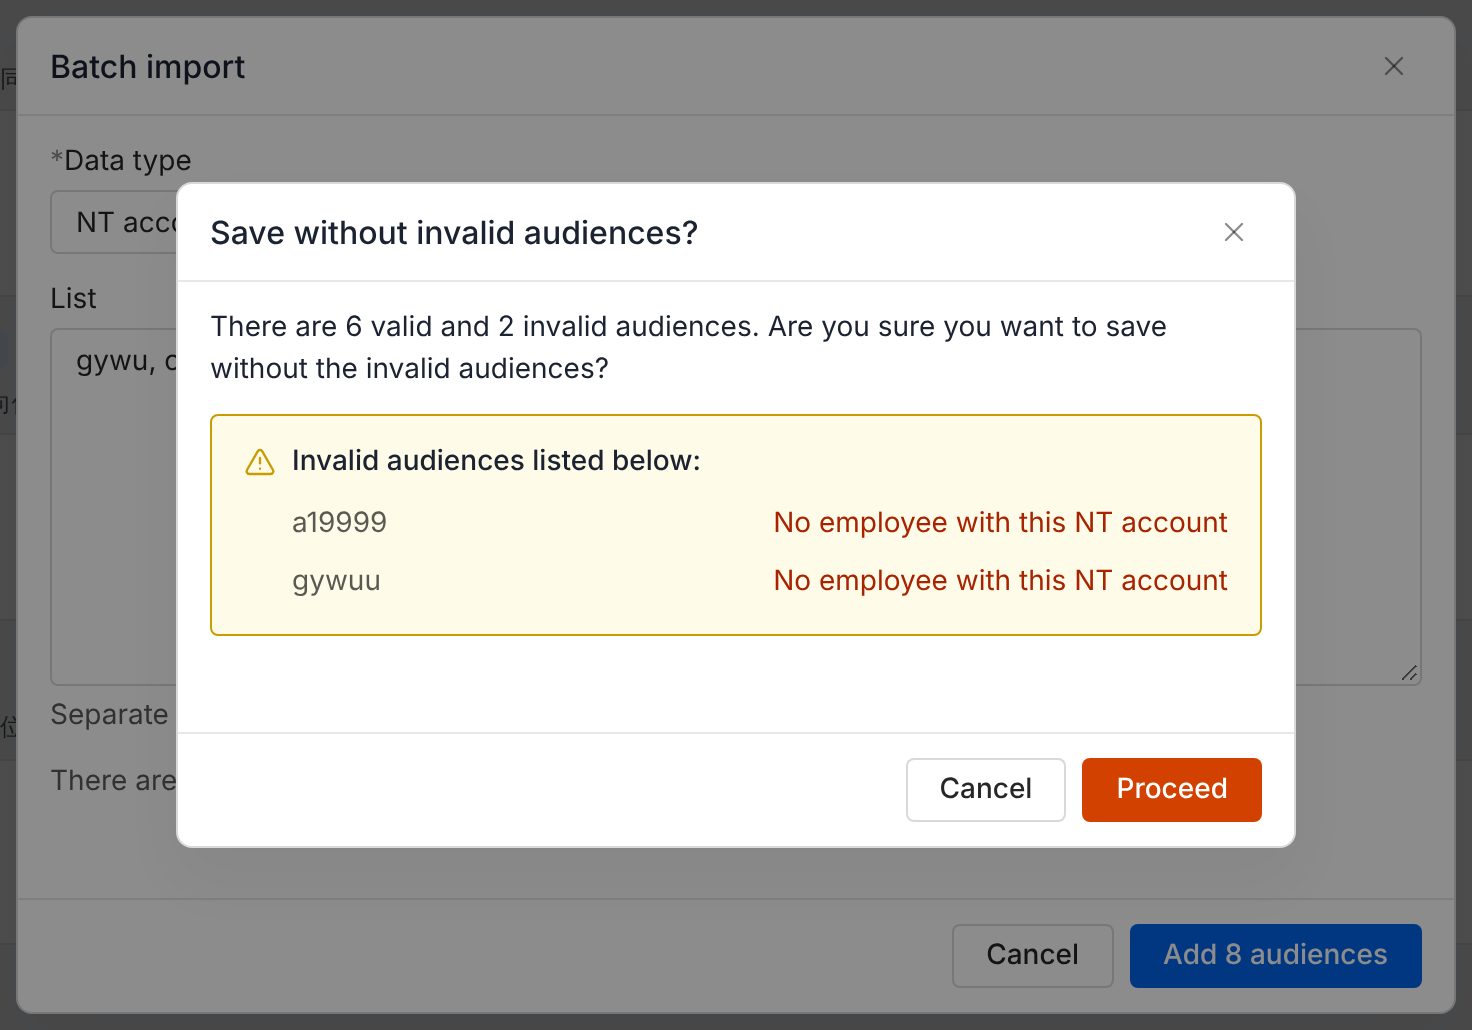 Batch import
*Data type
NT acco
Save without invalid audiences?
List
There are 6 valid and 2 invalid audiences. Are you sure you want to save
without the invalid audiences?
gywu,
Invalid audiences listed below:
a19999 No employee with this NT account
gywuu No employee with this NT account
Separate
There are
Cancel Proceed
Cancel Add 8 audiences